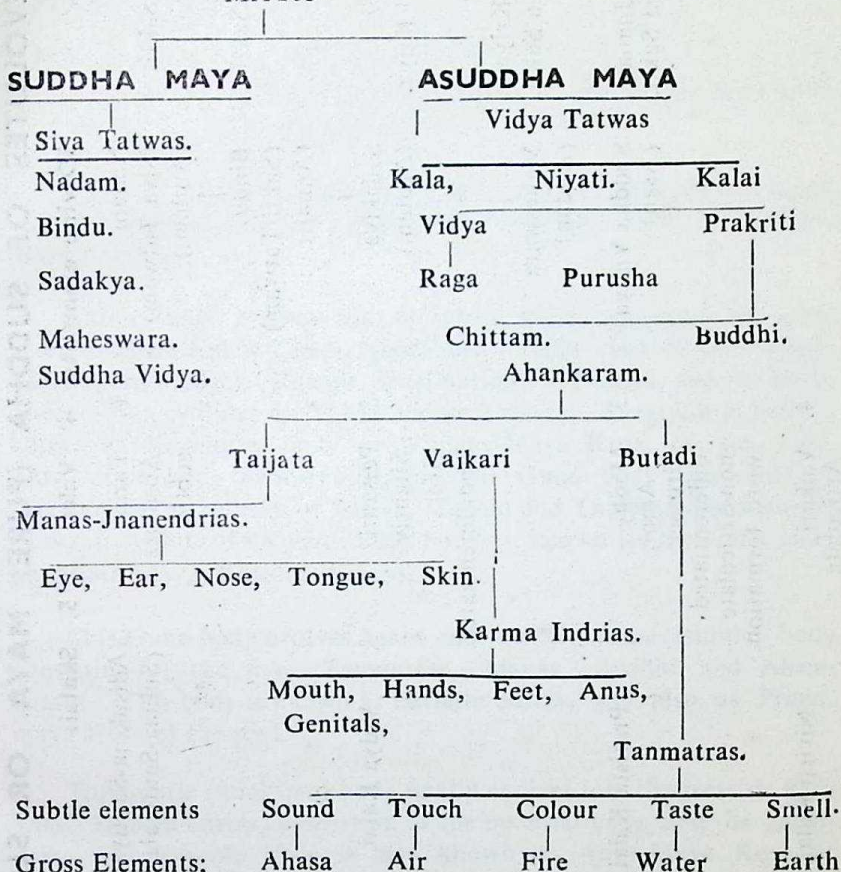 SUDDHA MAYA ASUDDHA MAYA
Vidya Tatwas
Siva Tatwas.
Nadam. Kala, Niyati. Kalai
Bindu. Vidya Prakriti
Sadakya. Raga Purusha
Maheswara. Chittam. Buddhi.
Suddha Vidya. Ahankaram.
Taijata Vaikari Butadi
Manas-Jnanendrias.
Eye, Ear, Nose, Tongue, Skin.
Karma Indrias.
Mouth, Hands, Feet, Anus,
Genitals,
Tanmatras.
Subtle elements Sound Touch Colour Taste Smell.
Gross Elements: Ahasa Air Fire Water Earth